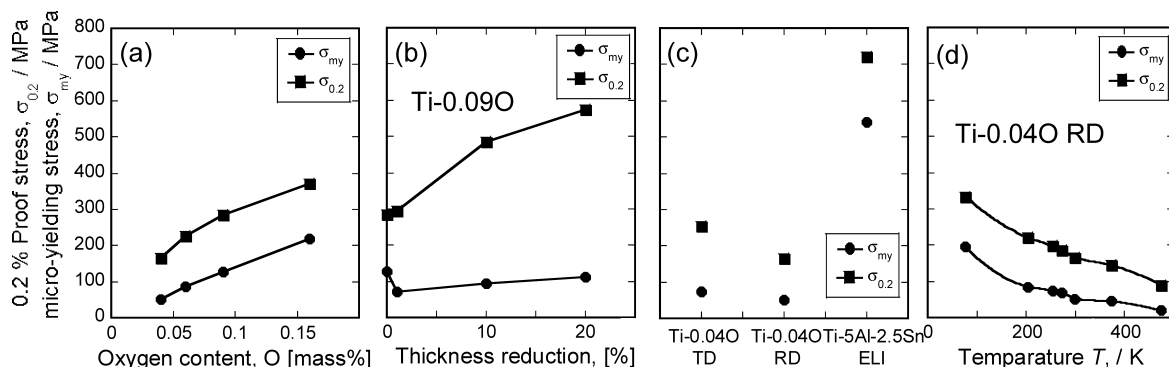 0.2 % Proof stress, σ0.2 / MPa
micro-yielding stress, σmy / MPa
800
700
600
500
400
300
200
100
0
(a)
σmy
σ0.2
0
0.05
0.1
0.15
Oxygen content, O [mass%]
(b)
σmy
σ0.2
Ti-0.09O
0
10
20
Thickness reduction, [%]
(c)
σmy
σ0.2
Ti-0.04O
TD
Ti-0.04O
RD
Ti-5Al-2.5Sn
ELI
(d)
σmy
σ0.2
Ti-0.04O RD
0
200
400
Temparature T, / K